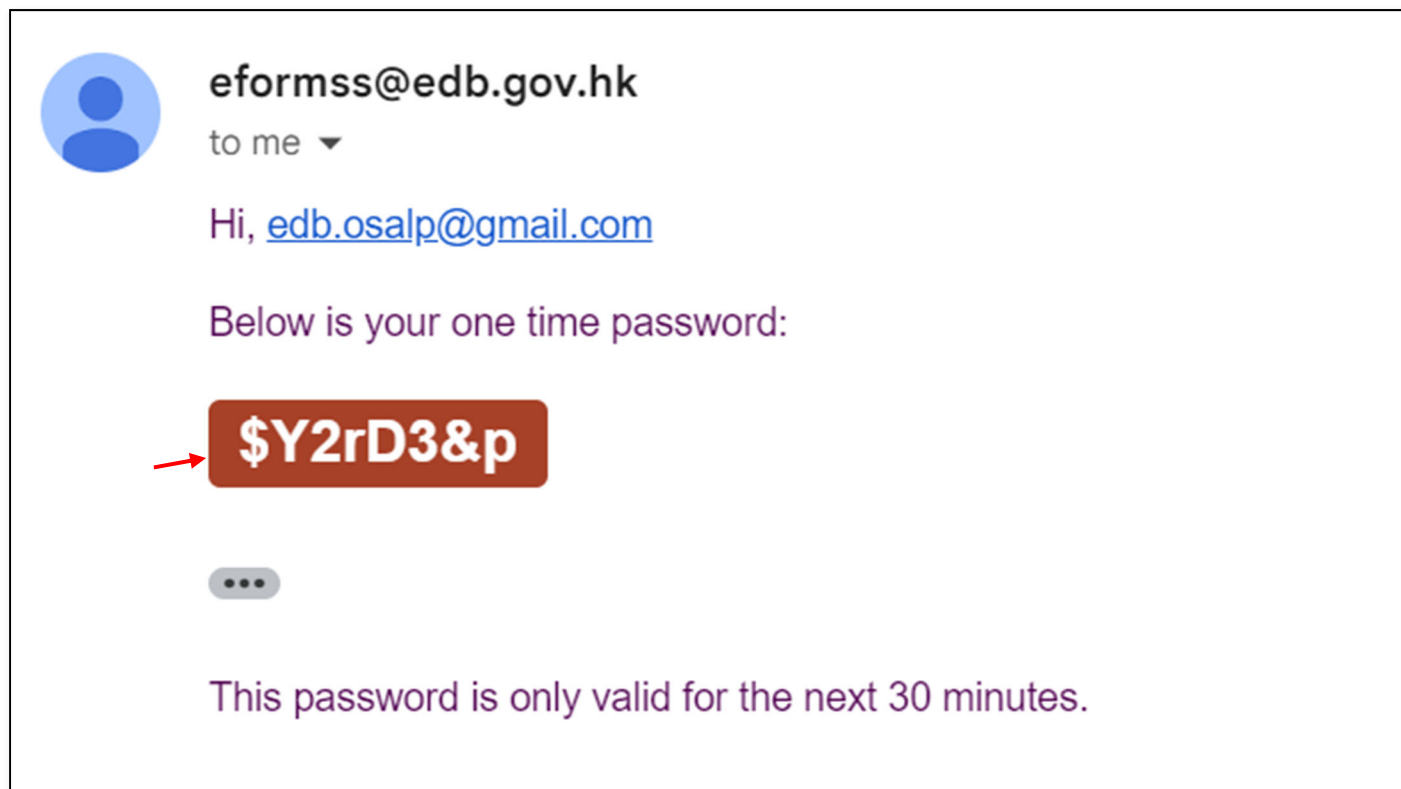 eformss@edb.gov.hk
to me
Hi, edb.osalp@gmail.com
Below is your one time password:
$Y2rD3&p
This password is only valid for the next 30 minutes.